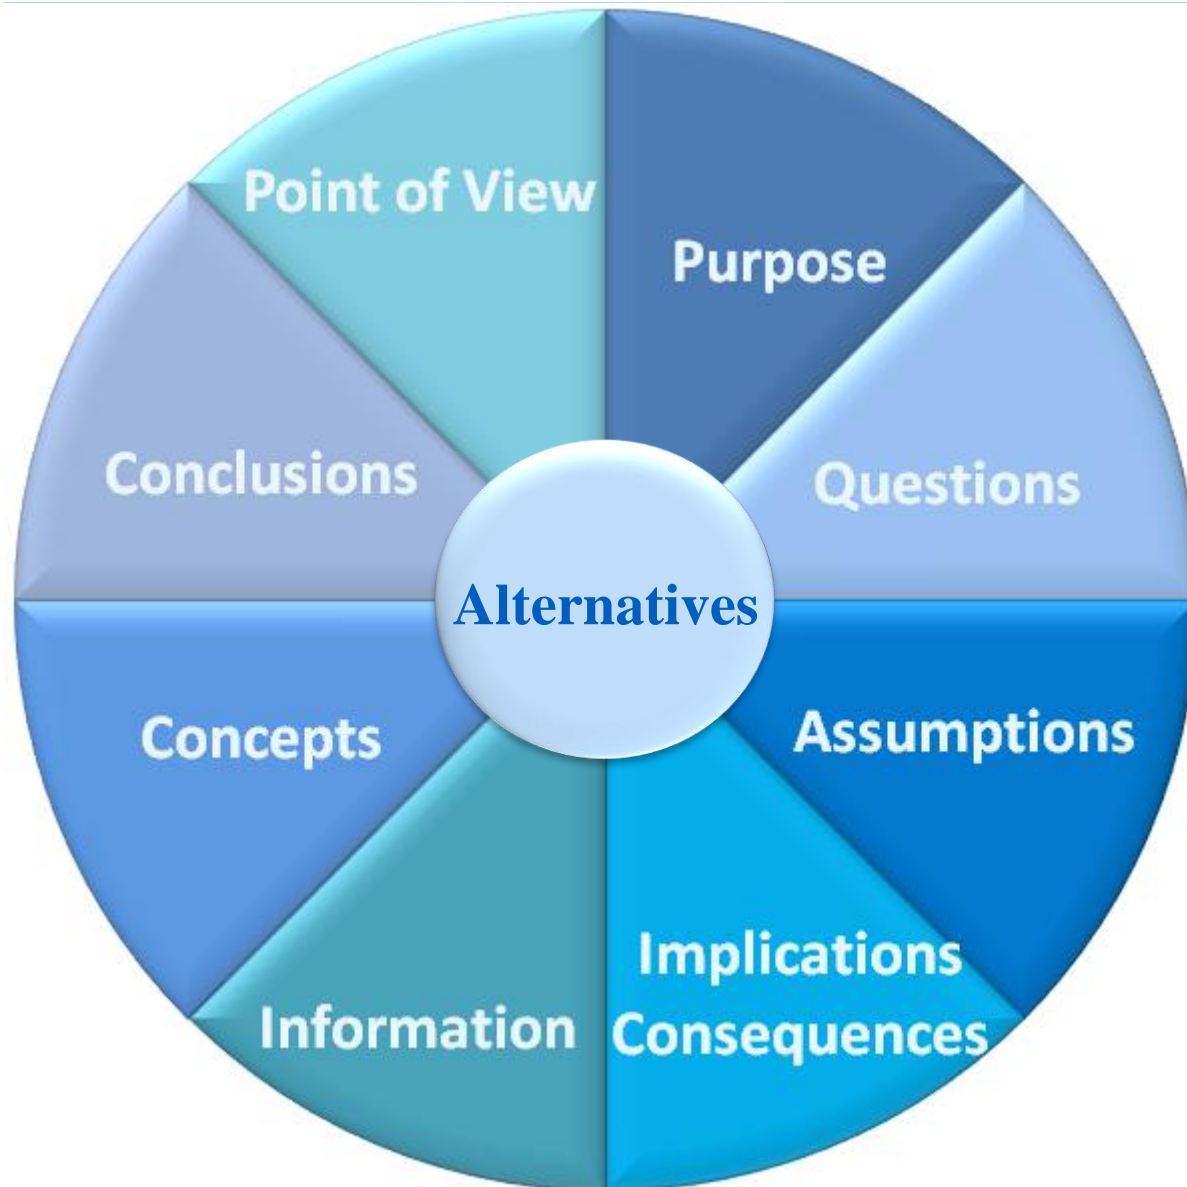 Point of View
Purpose
Conclusions
Questions
Alternatives
Concepts
Assumptions
Implications
Consequences
Information